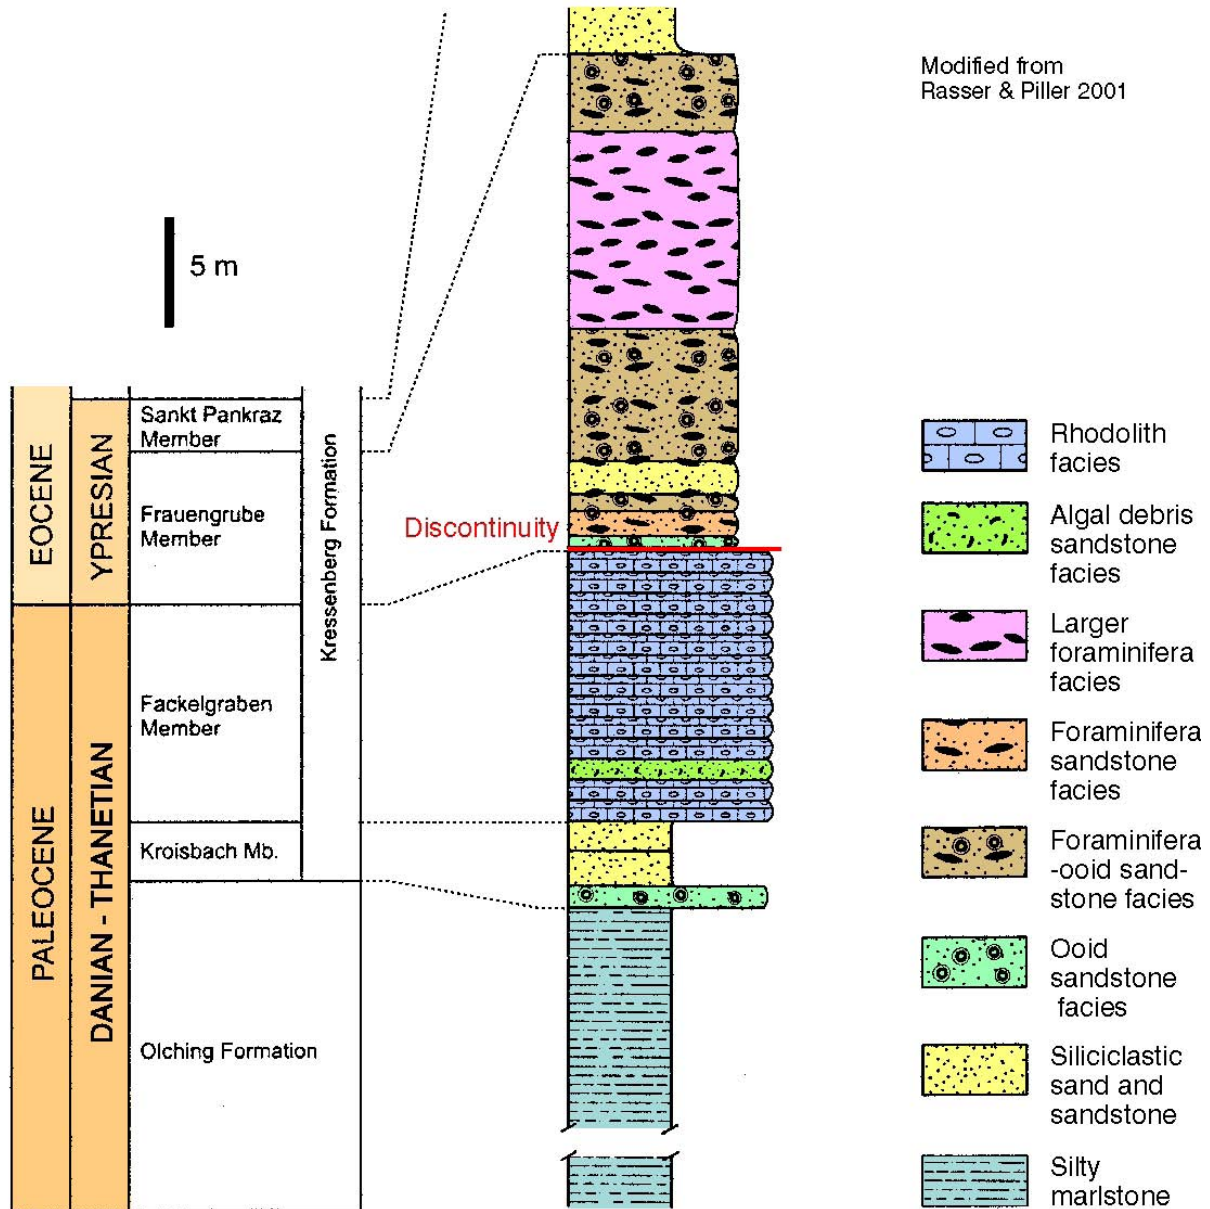 Modified from
Rasser & Piller 2001
5 m
EOCENE
YPRESIAN
PALEOCENE
DANIAN - THANETIAN
Sankt Pankraz
Member
Frauengrube
Member
Fackelgraben
Member
Kroisbach Mb.
Olching Formation
Kressenberg Formation
Discontinuity
Rhodolith
facies
Algal debris
sandstone
facies
Larger
foraminifera
facies
Foraminifera
sandstone
facies
Foraminifera
-ooid sand-
stone facies
Ooid
sandstone
facies
Siliciclastic
sand and
sandstone
Silty
marlstone